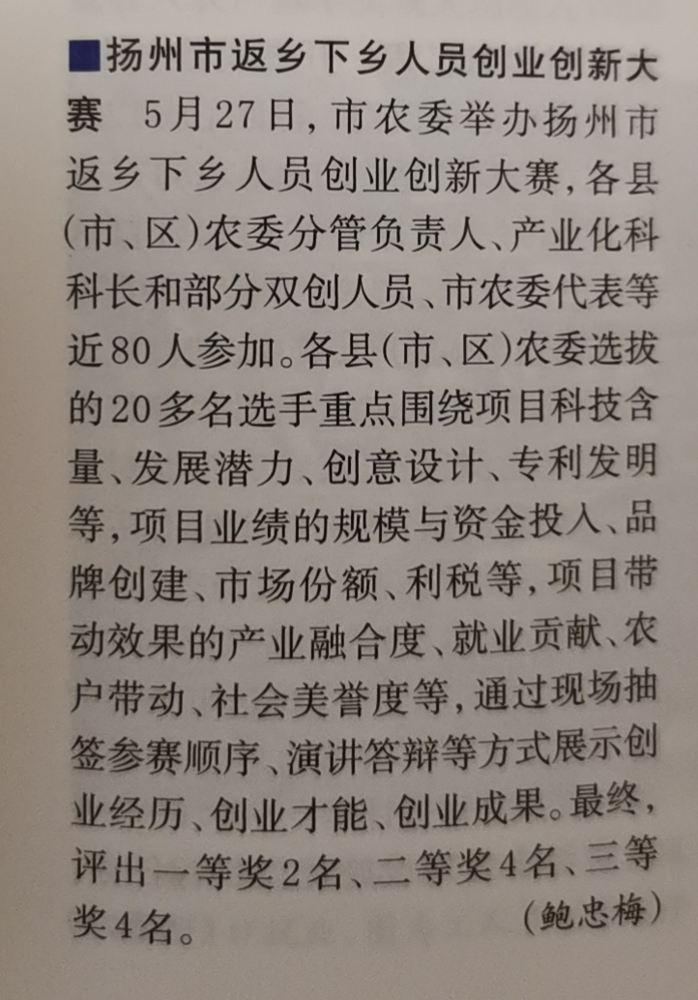 ■扬州市返乡下乡人员创业创新大
赛 5月27日,市农委举办扬州市
返乡下乡人员创业创新大赛,各县
(市、区)农委分管负责人、产业化科
科长和部分双创人员、市农委代表等
近80人参加。各县(市、区)农委选拔
的20多名选手重点围绕项目科技含
量、发展潜力、创意设计、专利发明
等,项目业绩的规模与资金投入、品
牌创建、市场份额、利税等,项目带
动效果的产业融合度、就业贡献、农
户带动、社会美誉度等,通过现场抽
签参赛顺序、演讲答辩等方式展示创
业经历、创业才能、创业成果。最终,
评出一等奖2名、二等奖4名、三等
奖4名。 (鲍忠梅)